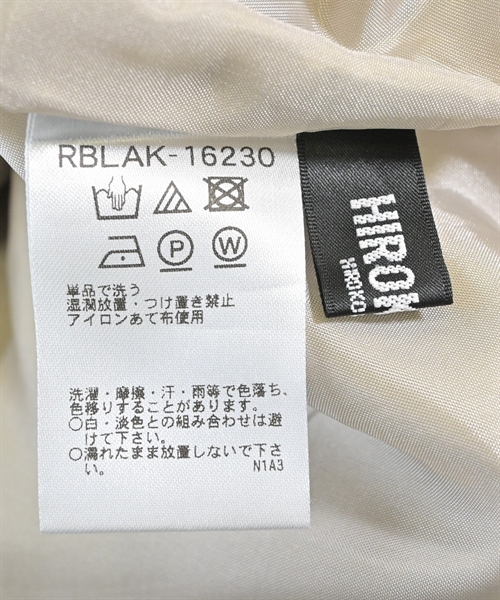 RBLAK-16230
P
W
単品で洗う
湿潤放置・つけ置き禁止
アイロンあて布使用
洗濯・摩擦・汗・雨等で色落ち、
色移りすることがあります。
○白・淡色との組み合わせは避
けて下さい。
○濡れたまま放置しないで下さ
い。
N1A3
HIROK
HIROKO